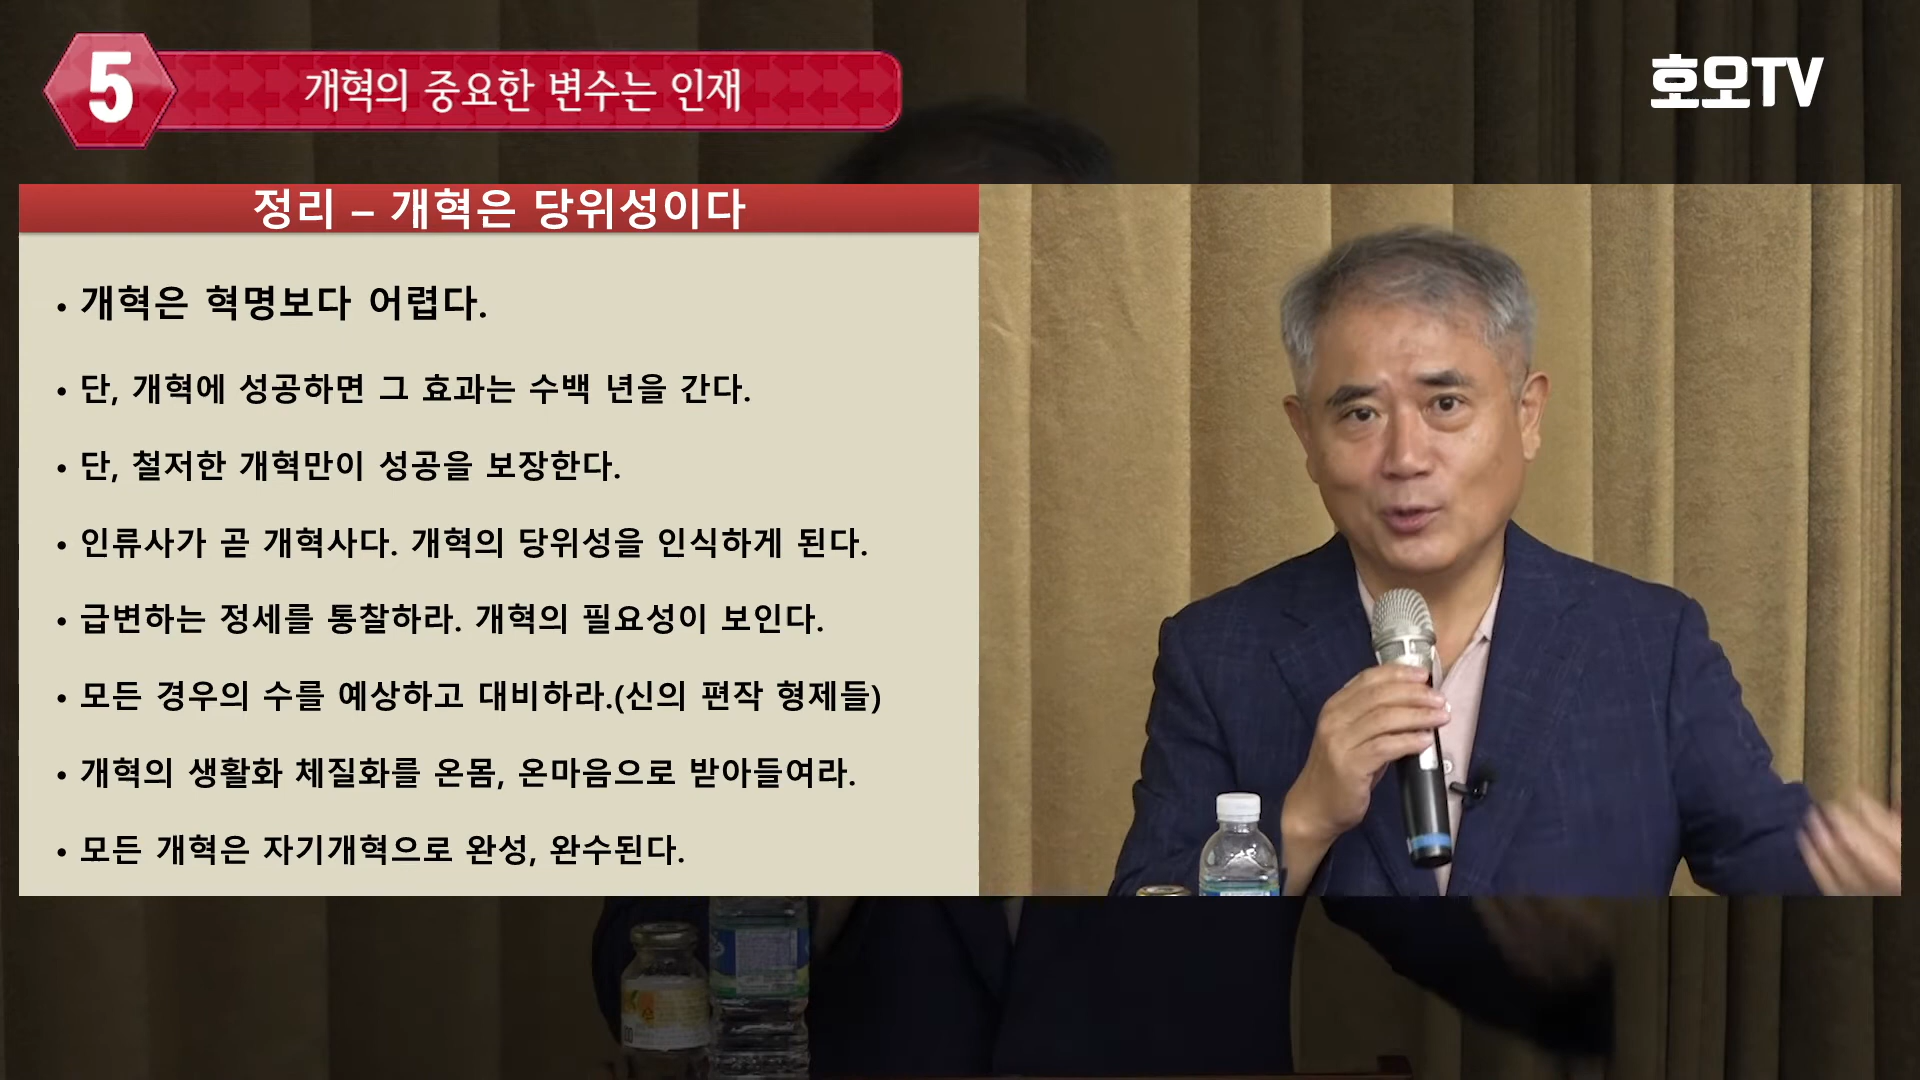 5
개혁의 중요한 변수는 인재
호오TV
정리 – 개혁은 당위성이다
• 개혁은 혁명보다 어렵다.
• 단, 개혁에 성공하면 그 효과는 수백 년을 간다.
• 단, 철저한 개혁만이 성공을 보장한다.
• 인류사가 곧 개혁사다. 개혁의 당위성을 인식하게 된다.
• 급변하는 정세를 통찰하라. 개혁의 필요성이 보인다.
• 모든 경우의 수를 예상하고 대비하라.(신의 편작 형제들)
• 개혁의 생활화 체질화를 온몸, 온마음으로 받아들여라.
• 모든 개혁은 자기개혁으로 완성, 완수된다.